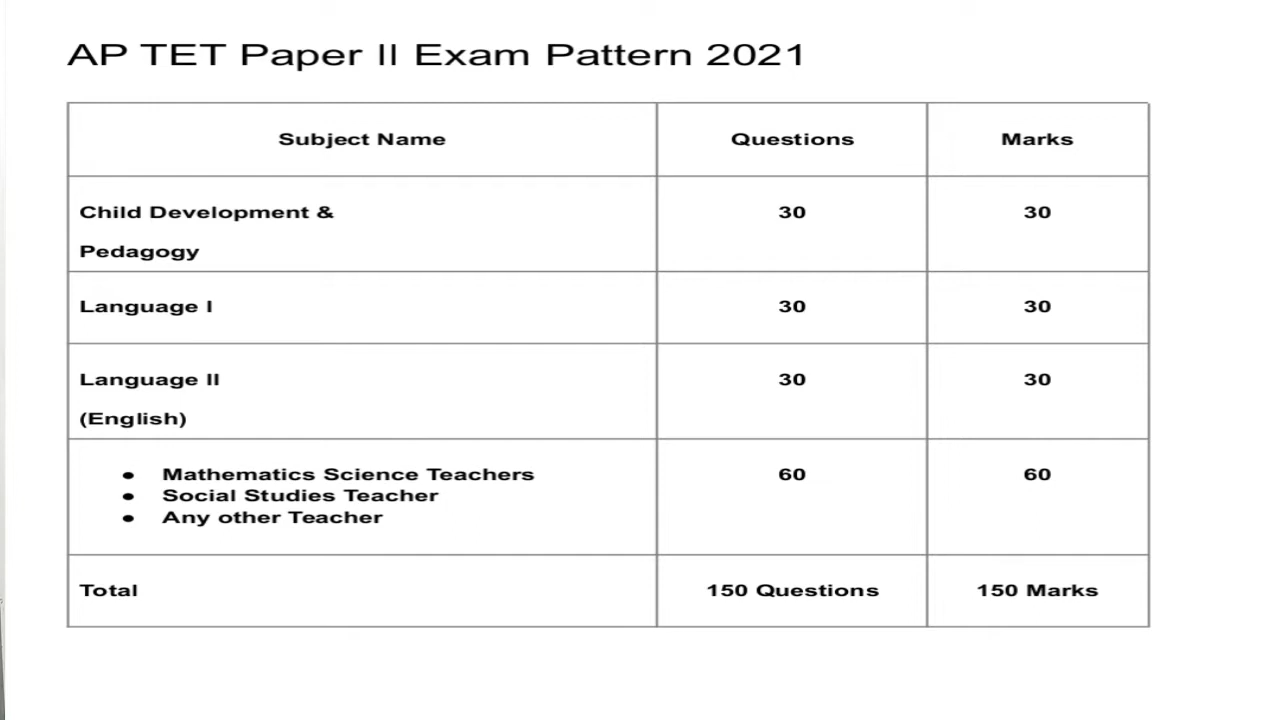 AP TET Paper II Exam Pattern 2021
Subject Name Questions Marks
Child Development & 30 30
Pedagogy
Language I 30 30
Language II 30 30
(English)
● Mathematics Science Teachers 60 60
● Social Studies Teacher
● Any other Teacher
Total 150 Questions 150 Marks